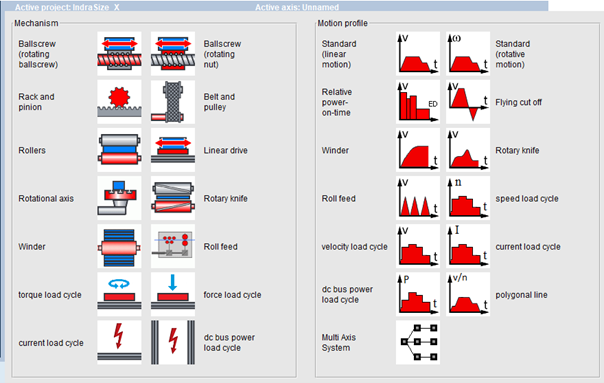 Active project: IndraSize X
Active axis: Unnamed
Mechanism
Ballscrew
(rotating
ballscrew)
Ballscrew
(rotating
nut)
Rack and
pinion
Belt and
pulley
Rollers
Linear drive
Rotational axis
Rotary knife
Winder
Roll feed
torque load cycle
force load cycle
current load cycle
dc bus power
load cycle
Motion profile
Standard
(linear
motion)
V
t
ω
t
Standard
(rotative
motion)
Relative
power-
on-time
V
ED
V
t
Flying cut off
Winder
V
t
V
t
Rotary knife
Roll feed
V
t
n
t
speed load cycle
velocity load cycle
V
t
I
t
current load cycle
dc bus power
load cycle
P
t
v/n
t
polygonal line
Multi Axis
System